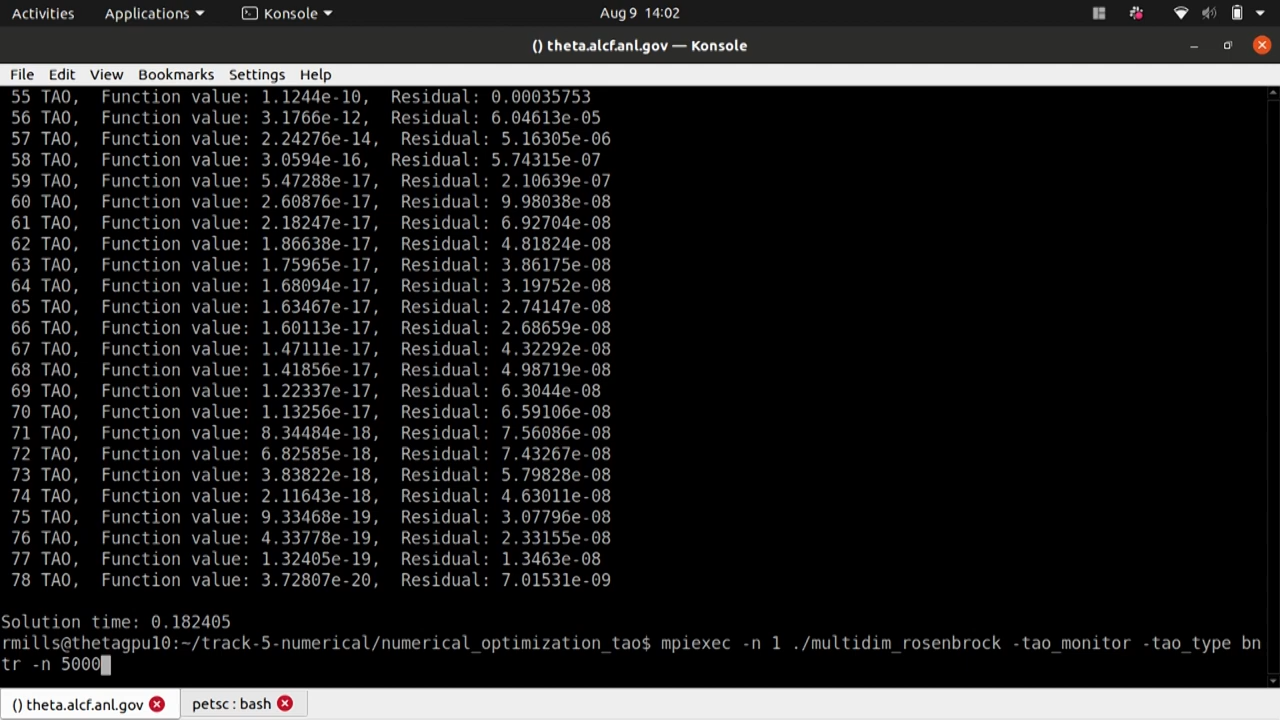 Activities Applications Konsole Aug 9 14:02
() theta.alcf.anl.gov — Konsole
File Edit View Bookmarks Settings Help
55 TAO, Function value: 1.1244e-10, Residual: 0.00035753
56 TAO, Function value: 3.1766e-12, Residual: 6.04613e-05
57 TAO, Function value: 2.24276e-14, Residual: 5.16305e-06
58 TAO, Function value: 3.0594e-16, Residual: 5.74315e-07
59 TAO, Function value: 5.47288e-17, Residual: 2.10639e-07
60 TAO, Function value: 2.60876e-17, Residual: 9.98038e-08
61 TAO, Function value: 2.18247e-17, Residual: 6.92704e-08
62 TAO, Function value: 1.86638e-17, Residual: 4.81824e-08
63 TAO, Function value: 1.75965e-17, Residual: 3.86175e-08
64 TAO, Function value: 1.68094e-17, Residual: 3.19752e-08
65 TAO, Function value: 1.63467e-17, Residual: 2.74147e-08
66 TAO, Function value: 1.60113e-17, Residual: 2.68659e-08
67 TAO, Function value: 1.47111e-17, Residual: 4.32292e-08
68 TAO, Function value: 1.41856e-17, Residual: 4.98719e-08
69 TAO, Function value: 1.22337e-17, Residual: 6.3044e-08
70 TAO, Function value: 1.13256e-17, Residual: 6.59106e-08
71 TAO, Function value: 8.34484e-18, Residual: 7.56086e-08
72 TAO, Function value: 6.82585e-18, Residual: 7.43267e-08
73 TAO, Function value: 3.83822e-18, Residual: 5.79828e-08
74 TAO, Function value: 2.11643e-18, Residual: 4.63011e-08
75 TAO, Function value: 9.33468e-19, Residual: 3.07796e-08
76 TAO, Function value: 4.33778e-19, Residual: 2.33155e-08
77 TAO, Function value: 1.32405e-19, Residual: 1.3463e-08
78 TAO, Function value: 3.72807e-20, Residual: 7.01531e-09
Solution time: 0.182405
rmills@thetagpu10:~/track-5-numerical/numerical_optimization_tao$ mpiexec -n 1 ./multidim_rosenbrock -tao_monitor -tao_type bn
tr -n 5000
() theta.alcf.anl.gov petsc : bash